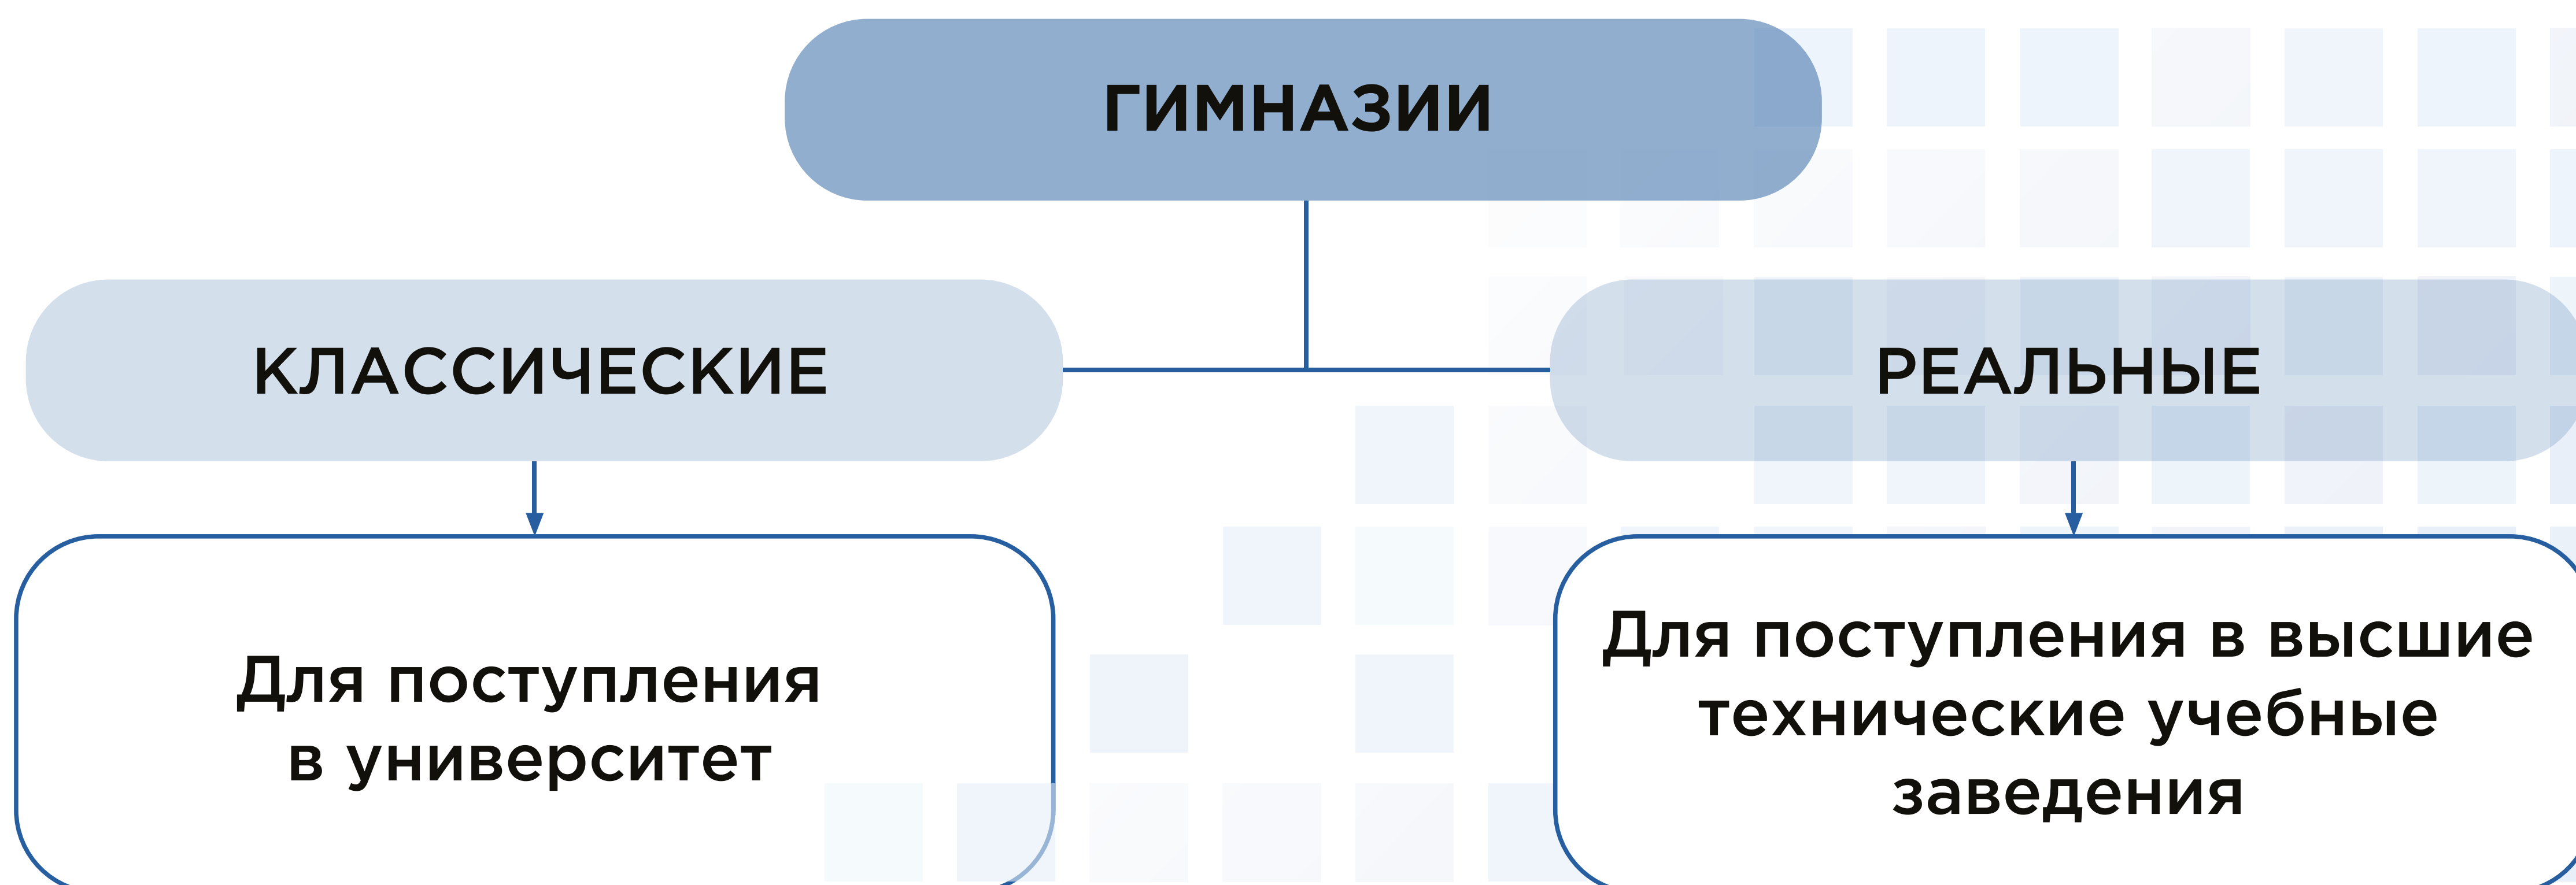 ГИМНАЗИИ
КЛАССИЧЕСКИЕ
РЕАЛЬНЫЕ
Для поступления
в университет
Для поступления в высшие
технические учебные
заведения